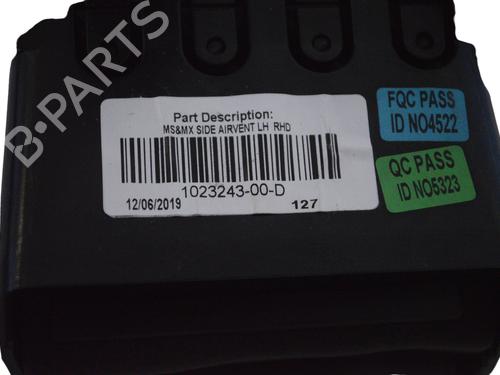 B-PARTS
Part Description:
MS&MX SIDE AIRVENT LH RHD
1023243-00-D
12/06/2019 127
FQC PASS
ID NO4522
QC PASS
ID NO5323